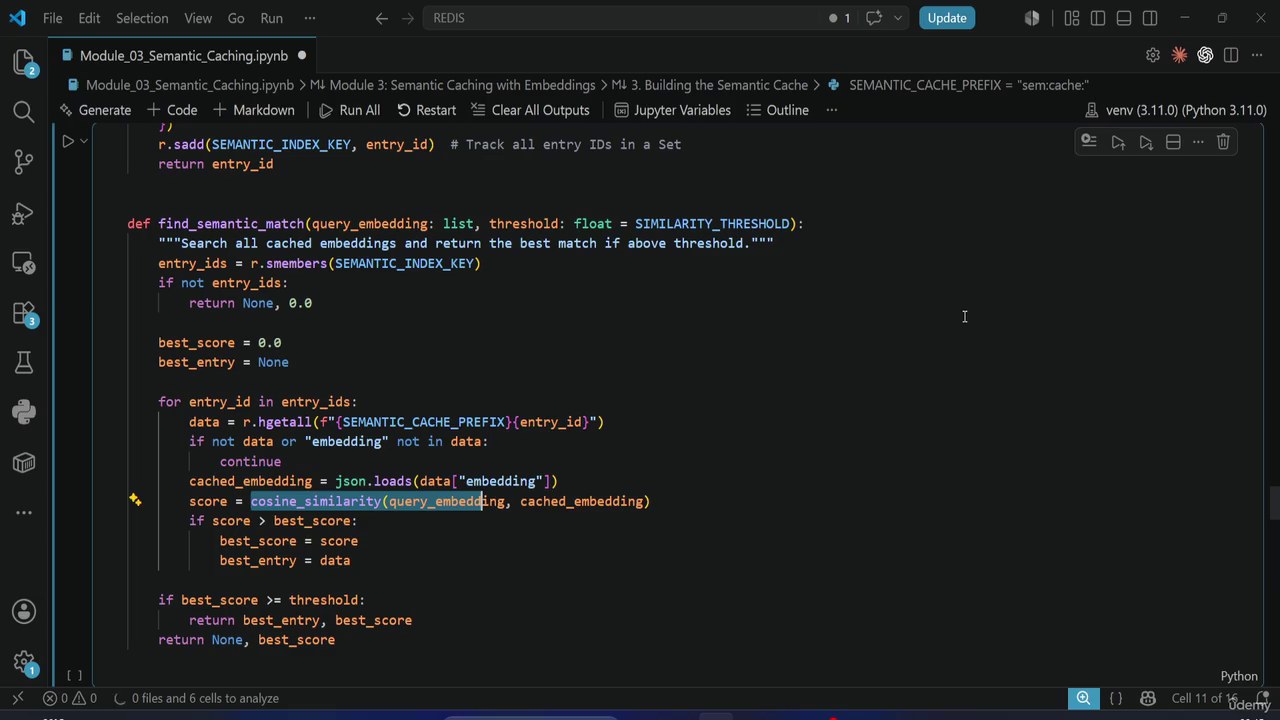 File Edit Selection View Go Run ··· REDIS 1 Update
Module_03_Semantic_Caching.ipynb
Module_03_Semantic_Caching.ipynb > M↓ Module 3: Semantic Caching with Embeddings > M↓ 3. Building the Semantic Cache > SEMANTIC_CACHE_PREFIX = "sem:cache:"
Generate + Code + Markdown Run All Restart Clear All Outputs Jupyter Variables Outline ··· venv (3.11.0) (Python 3.11.0)
})
r.sadd(SEMANTIC_INDEX_KEY, entry_id)  # Track all entry IDs in a Set
return entry_id
def find_semantic_match(query_embedding: list, threshold: float = SIMILARITY_THRESHOLD):
"""Search all cached embeddings and return the best match if above threshold."""
entry_ids = r.smembers(SEMANTIC_INDEX_KEY)
if not entry_ids:
return None, 0.0
best_score = 0.0
best_entry = None
for entry_id in entry_ids:
data = r.hgetall(f"{SEMANTIC_CACHE_PREFIX}{entry_id}")
if not data or "embedding" not in data:
continue
cached_embedding = json.loads(data["embedding"])
score = cosine_similarity(query_embedding, cached_embedding)
if score > best_score:
best_score = score
best_entry = data
if best_score >= threshold:
return best_entry, best_score
return None, best_score
[ ] Python
2
3
1
0 0 0 files and 6 cells to analyze { } Cell 11 of 16
udemy